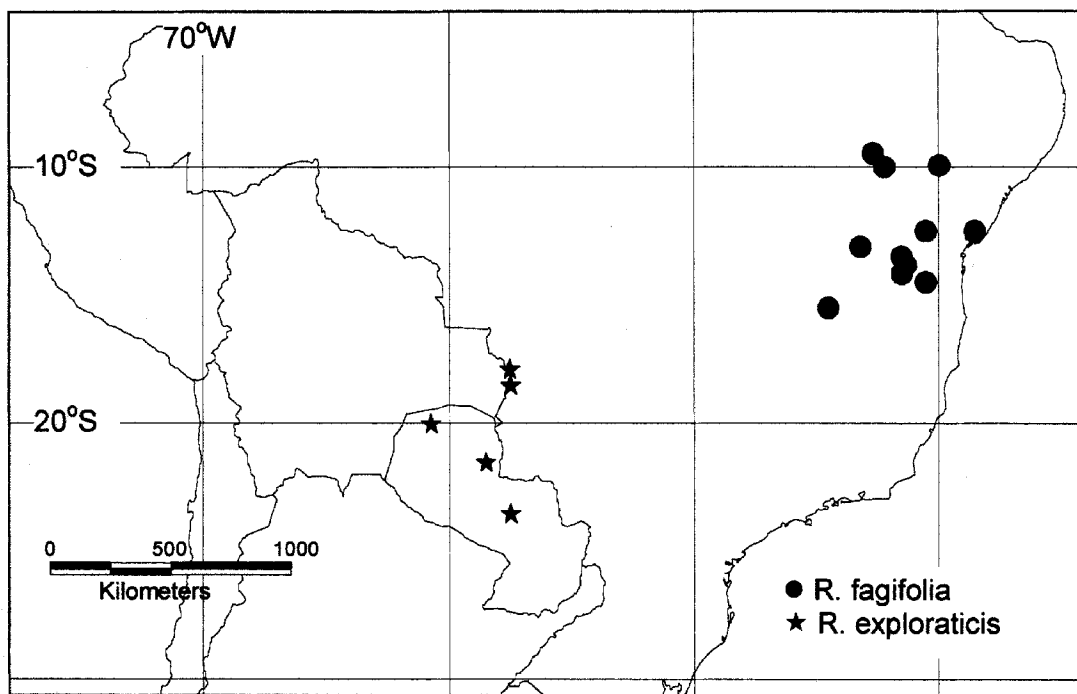 70°W
10°S
20°S
0 500 1000
Kilometers
R. fagifolia
R. exploraticis